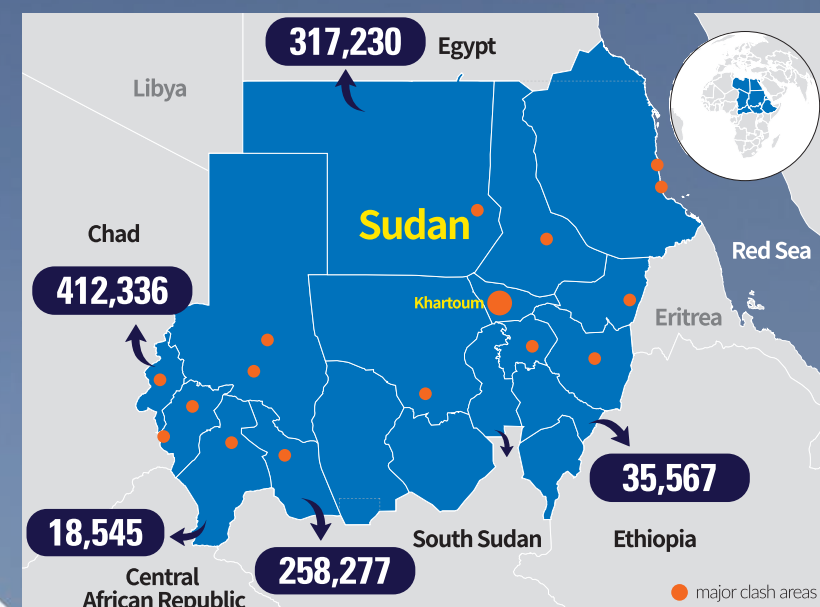 317,230
Egypt
Libya
Chad
Sudan
Red Sea
412,336
Khartoum
Eritrea
35,567
18,545
South Sudan
Ethiopia
258,277
Central
African Republic
major clash areas